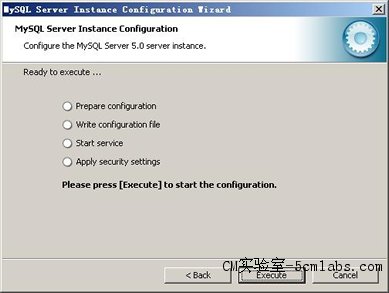 MySQL Server Instance Configuration Wizard
MySQL Server Instance Configuration
Configure the MySQL Server 5.0 server instance.
Ready to execute ...
Prepare configuration
Write configuration file
Start service
Apply security settings
Please press [Execute] to start the configuration.
CM实验室-5cmlabs.com
< Back
Execute
Cancel